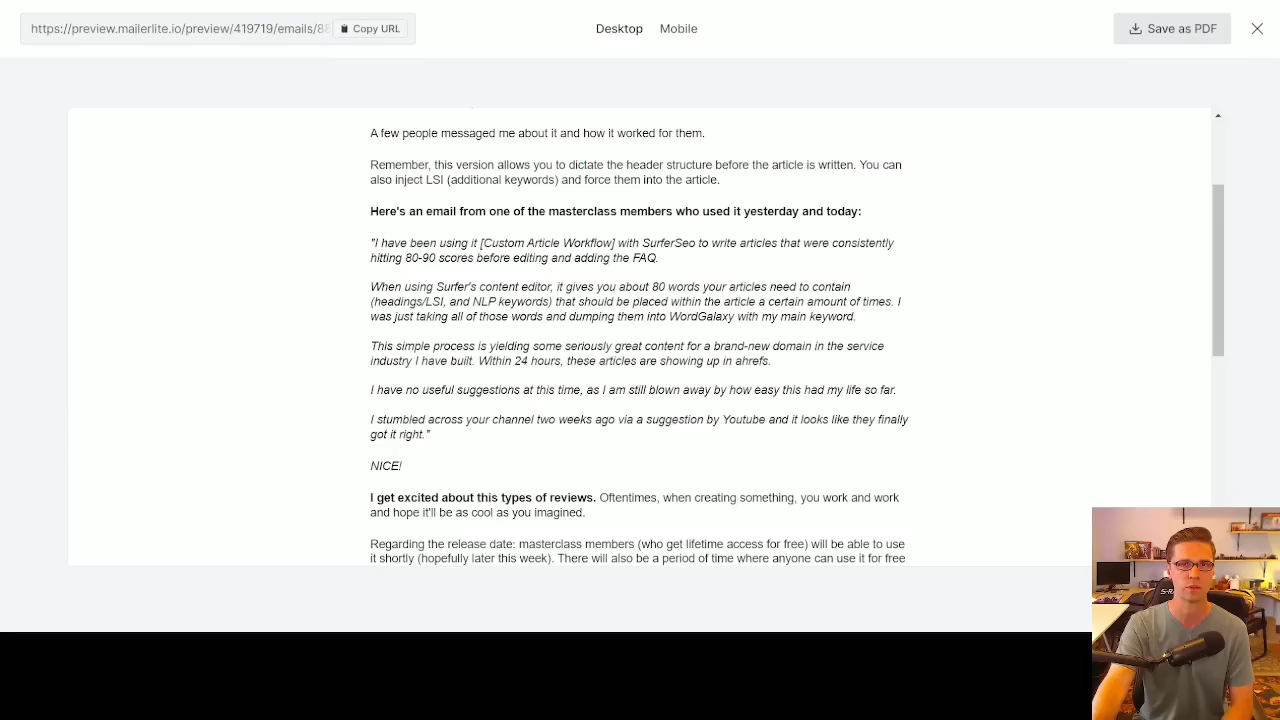 https://preview.mailerlite.io/preview/419719/emails/88
Copy URL
Desktop
Mobile
Save as PDF
A few people messaged me about it and how it worked for them.
Remember, this version allows you to dictate the header structure before the article is written. You can
also inject LSI (additional keywords) and force them into the article.
Here's an email from one of the masterclass members who used it yesterday and today:
"I have been using it [Custom Article Workflow] with SurferSeo to write articles that were consistently
hitting 80-90 scores before editing and adding the FAQ.
When using Surfer's content editor, it gives you about 80 words your articles need to contain
(headings/LSI, and NLP keywords) that should be placed within the article a certain amount of times. I
was just taking all of those words and dumping them into WordGalaxy with my main keyword.
This simple process is yielding some seriously great content for a brand-new domain in the service
industry I have built. Within 24 hours, these articles are showing up in ahrefs.
I have no useful suggestions at this time, as I am still blown away by how easy this had my life so far.
I stumbled across your channel two weeks ago via a suggestion by Youtube and it looks like they finally
got it right."
NICE!
I get excited about this types of reviews. Oftentimes, when creating something, you work and work
and hope it'll be as cool as you imagined.
Regarding the release date: masterclass members (who get lifetime access for free) will be able to use
it shortly (hopefully later this week). There will also be a period of time where anyone can use it for free